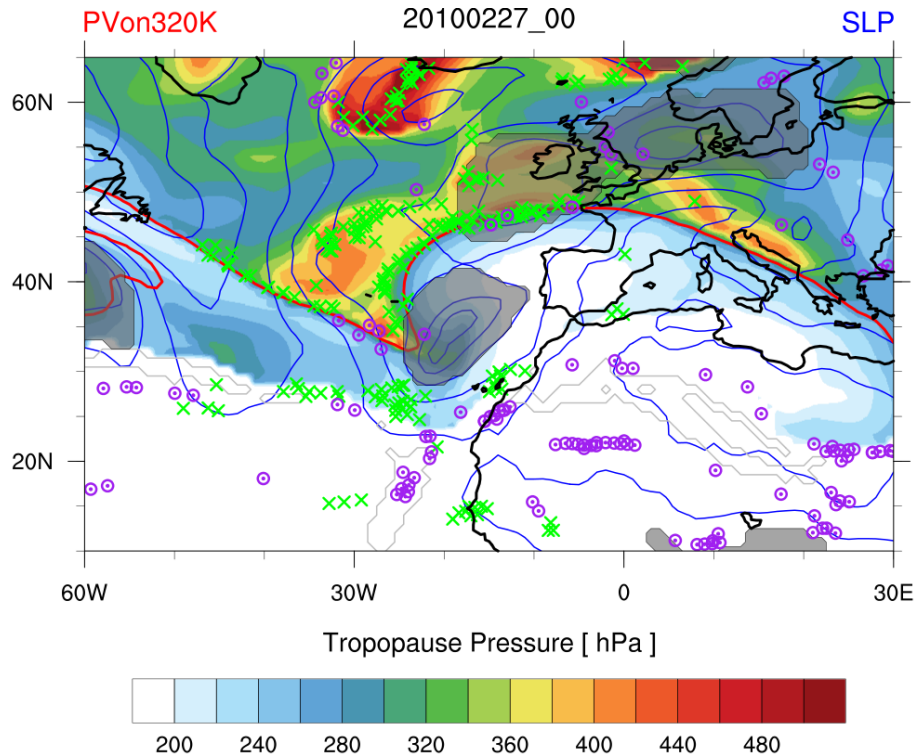 PVon320K 20100227_00 SLP
60N
40N
20N
60W 30W 0 30E
Tropopause Pressure [ hPa ]
200 240 280 320 360 400 440 480